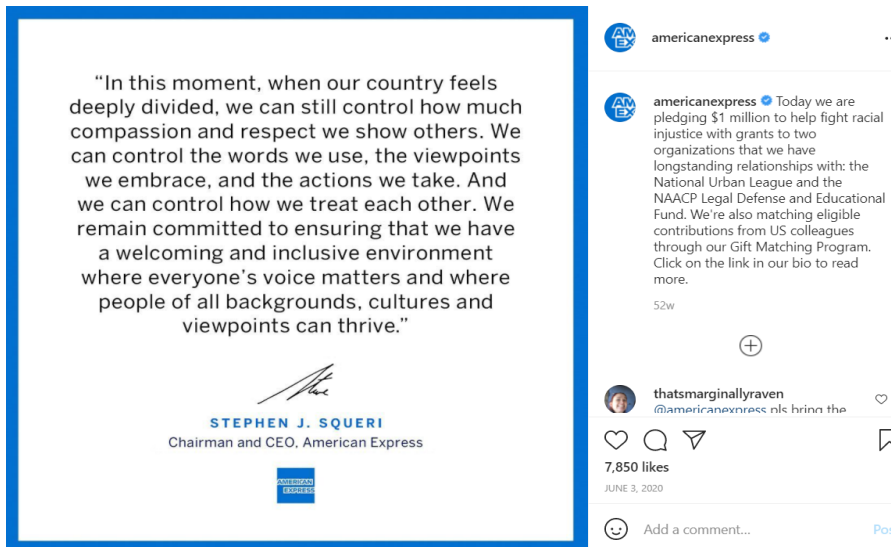 “In this moment, when our country feels
deeply divided, we can still control how much
compassion and respect we show others. We
can control the words we use, the viewpoints
we embrace, and the actions we take. And
we can control how we treat each other. We
remain committed to ensuring that we have
a welcoming and inclusive environment
where everyone’s voice matters and where
people of all backgrounds, cultures and
viewpoints can thrive.”
Steve
STEPHEN J. SQUERI
Chairman and CEO, American Express
AMERICAN
EXPRESS
AM
EX
americanexpress
AM
EX
americanexpress Today we are
pledging $1 million to help fight racial
injustice with grants to two
organizations that we have
longstanding relationships with: the
National Urban League and the
NAACP Legal Defense and Educational
Fund. We're also matching eligible
contributions from US colleagues
through our Gift Matching Program.
Click on the link in our bio to read
more.
52w
thatsmarginallyraven
@americanexpress pls bring the
7,850 likes
JUNE 3, 2020
Add a comment...